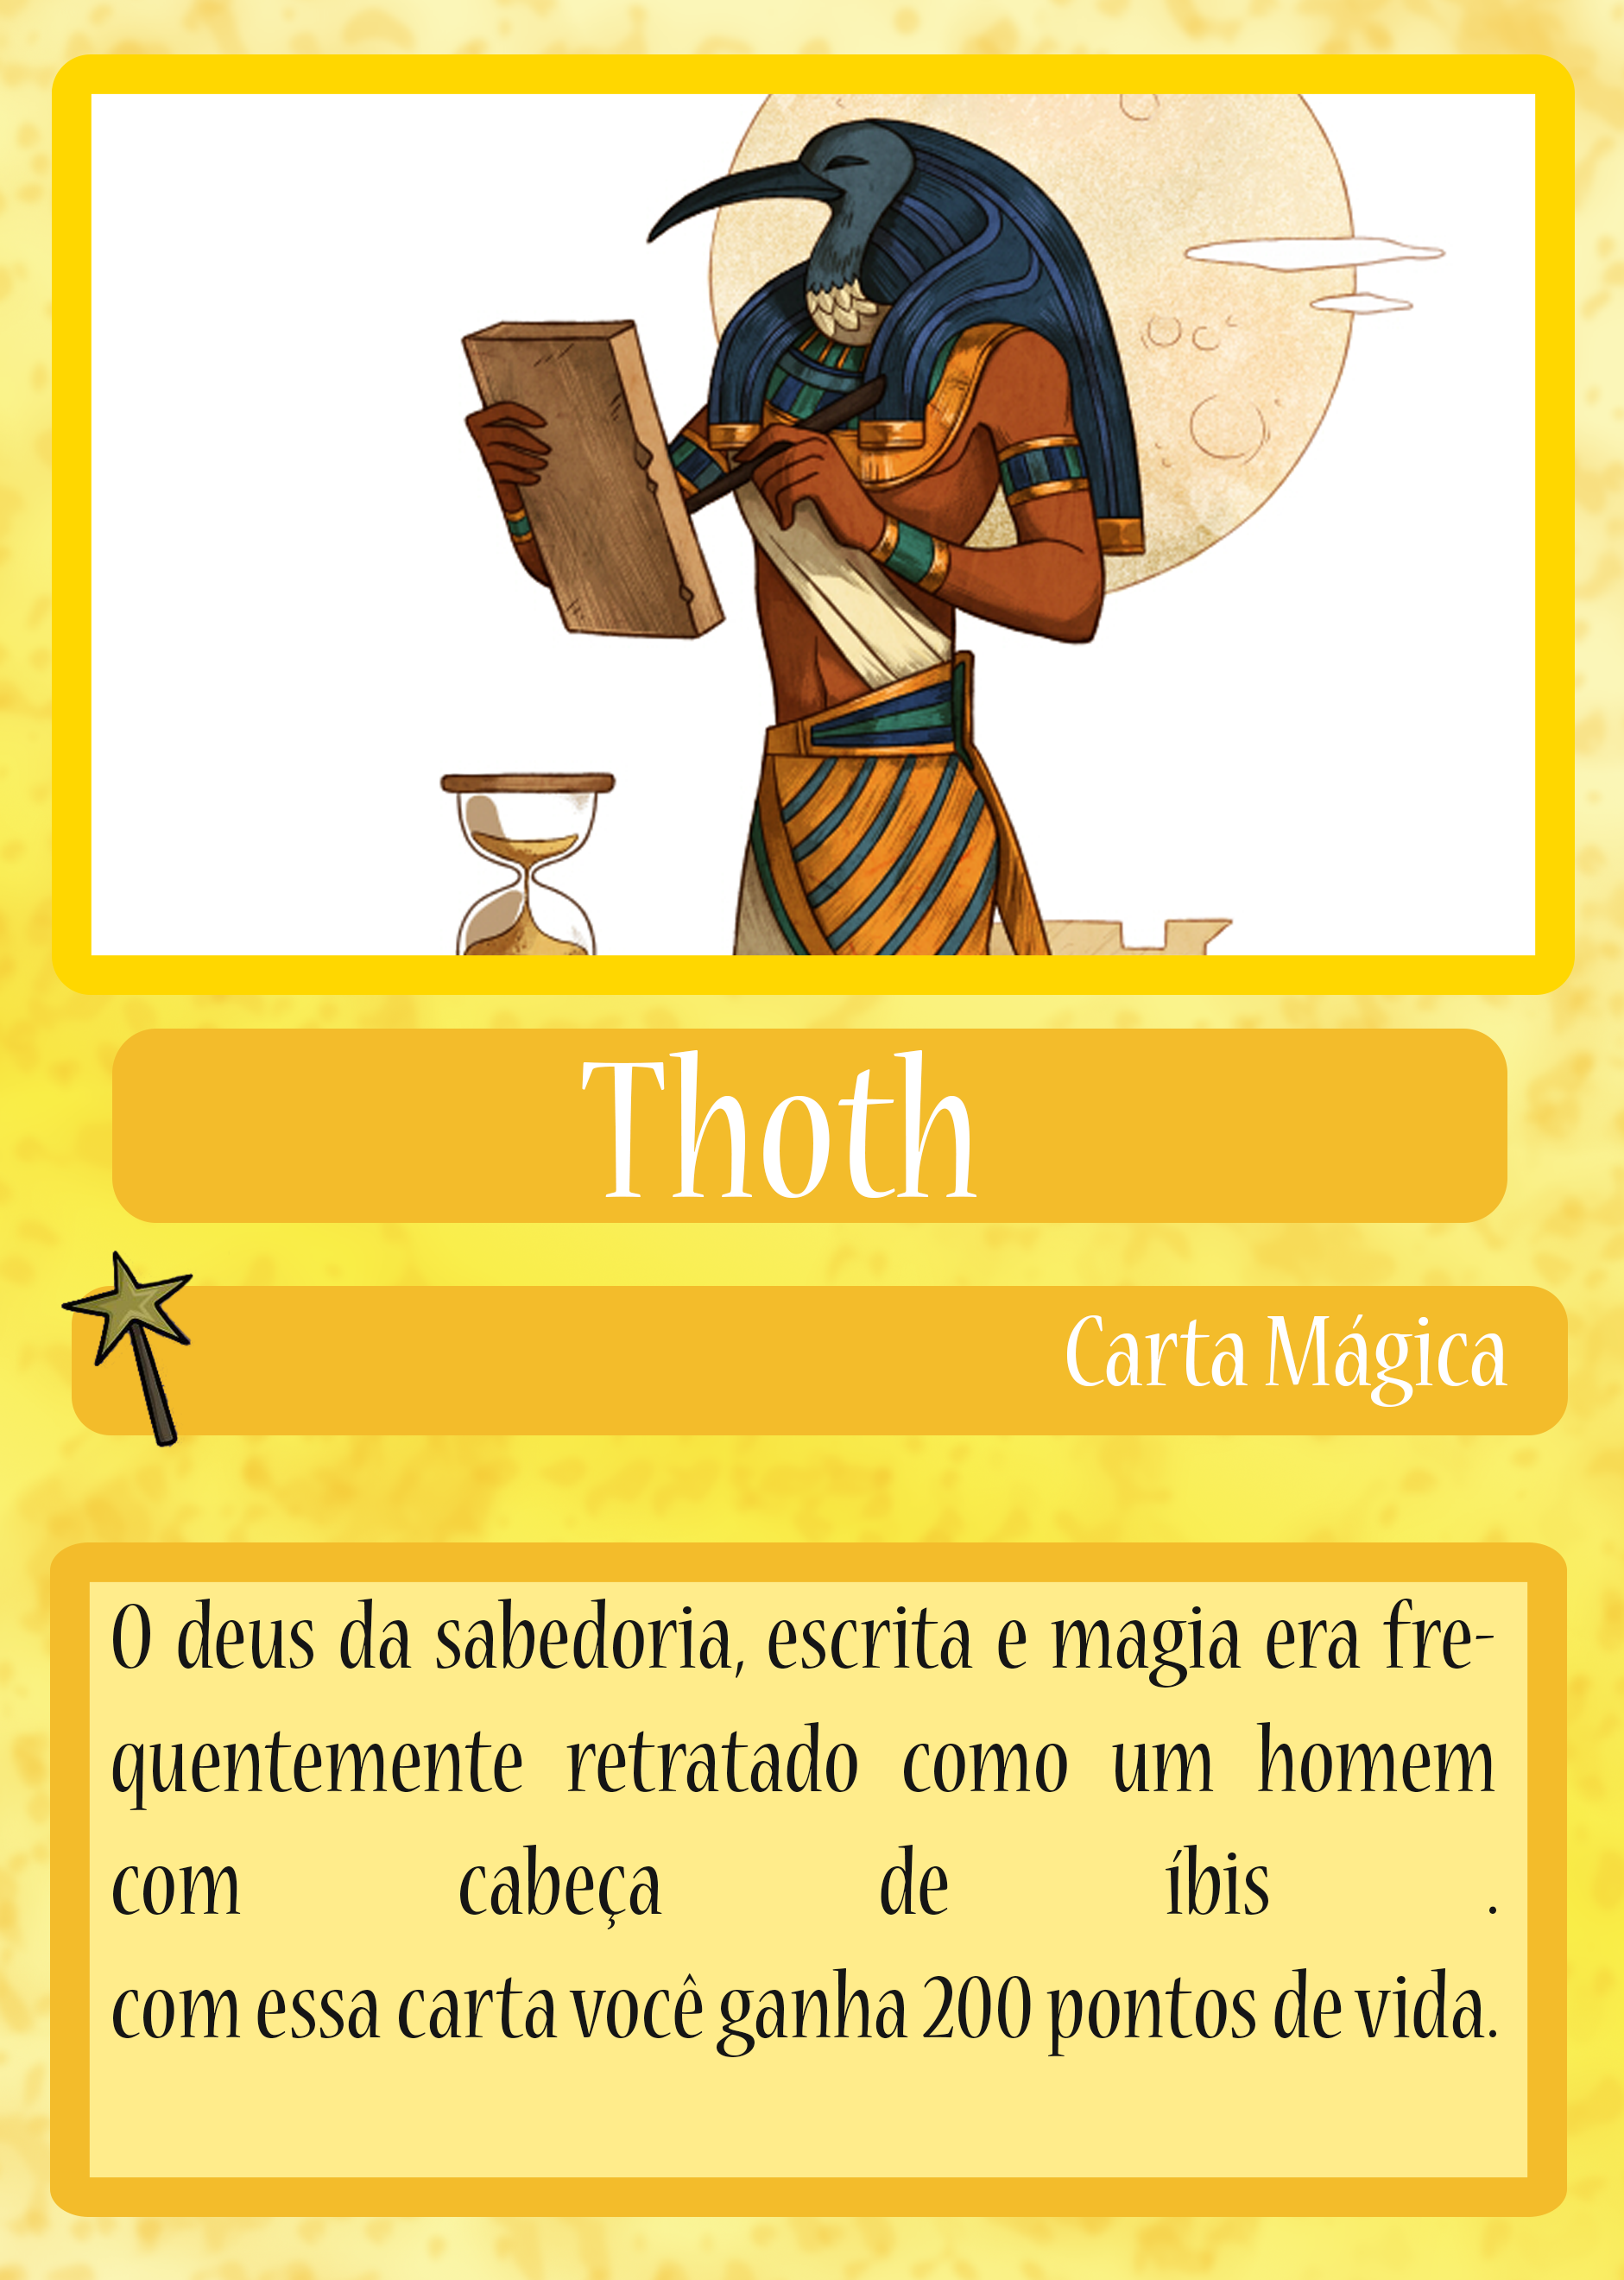 Thoth
Carta Mágica
O deus da sabedoria, escrita e magia era fre-
quentemente retratado como um homem
com cabeça de íbis .
com essa carta você ganha 200 pontos de vida.